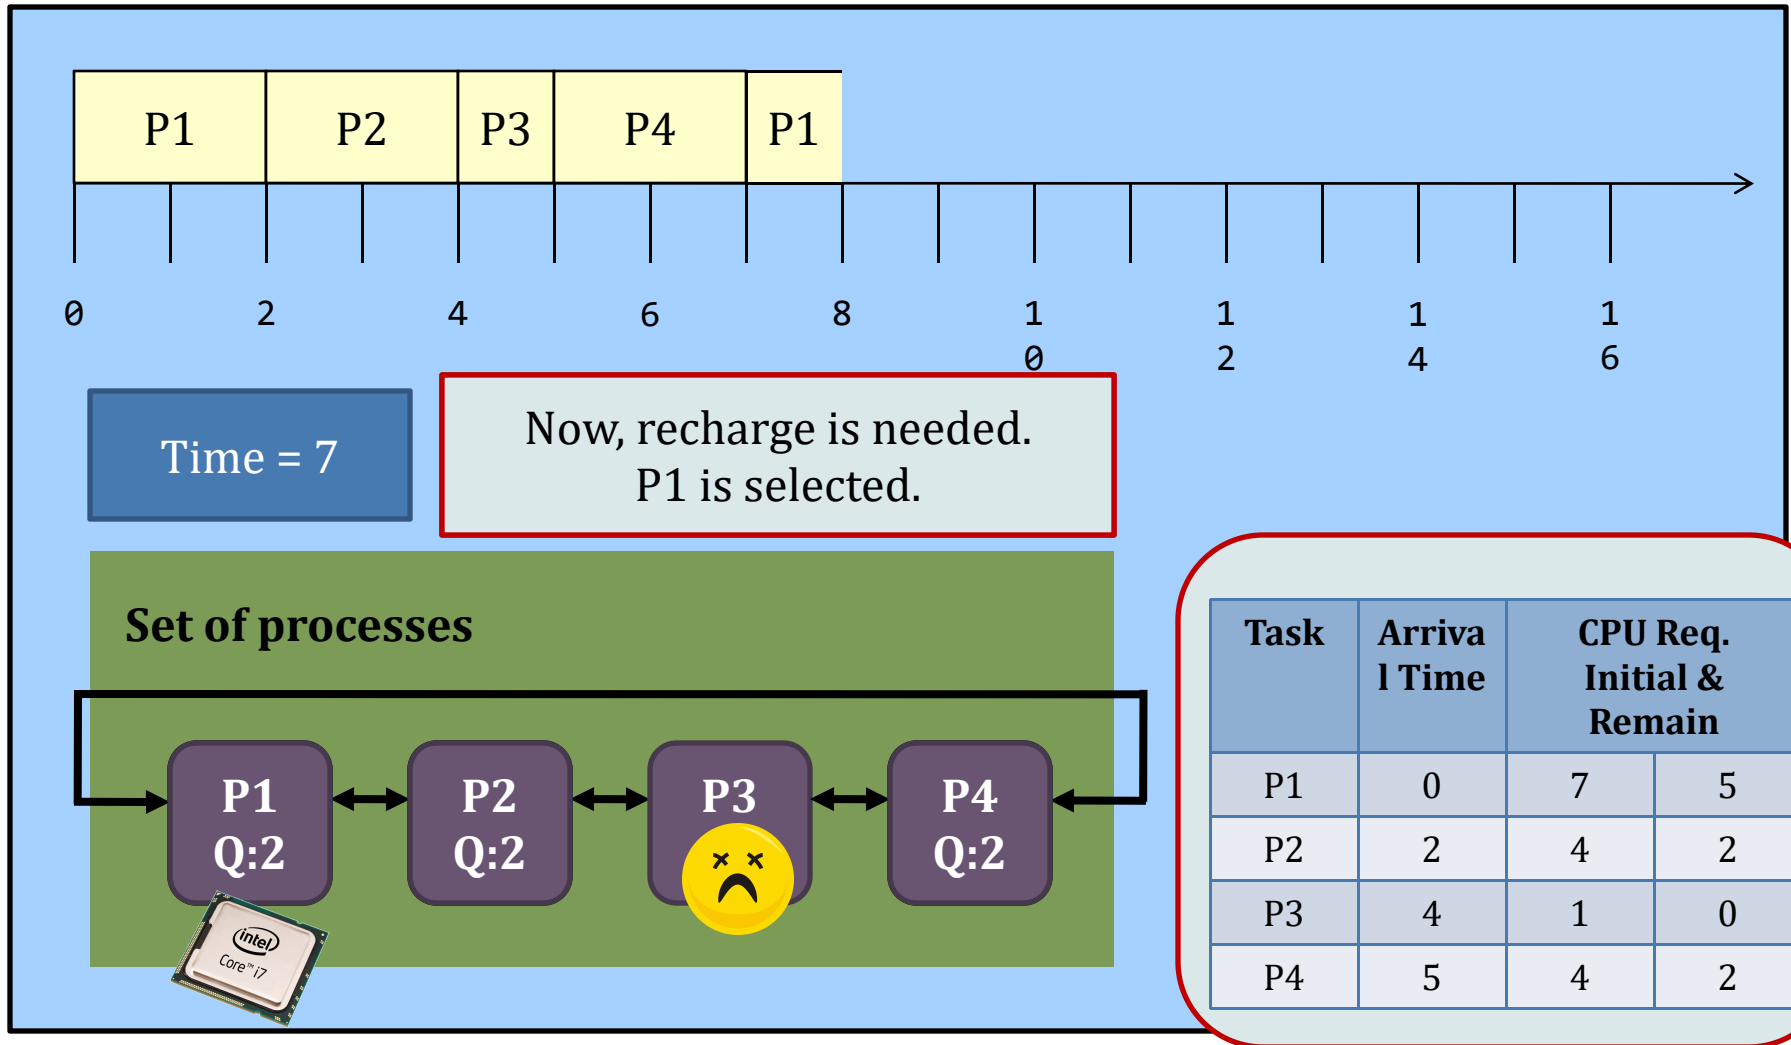 P1 P2 P3 P4 P1
0 2 4 6 8 1 1 1 1
0 2 4 6
Time = 7
Now, recharge is needed.
P1 is selected.
Set of processes
P1 P2 P3 P4
Q:2 Q:2 Q:2
intel
Core™ i7
Task Arriva CPU Req.
l Time Initial &
Remain
P1 0 7 5
P2 2 4 2
P3 4 1 0
P4 5 4 2